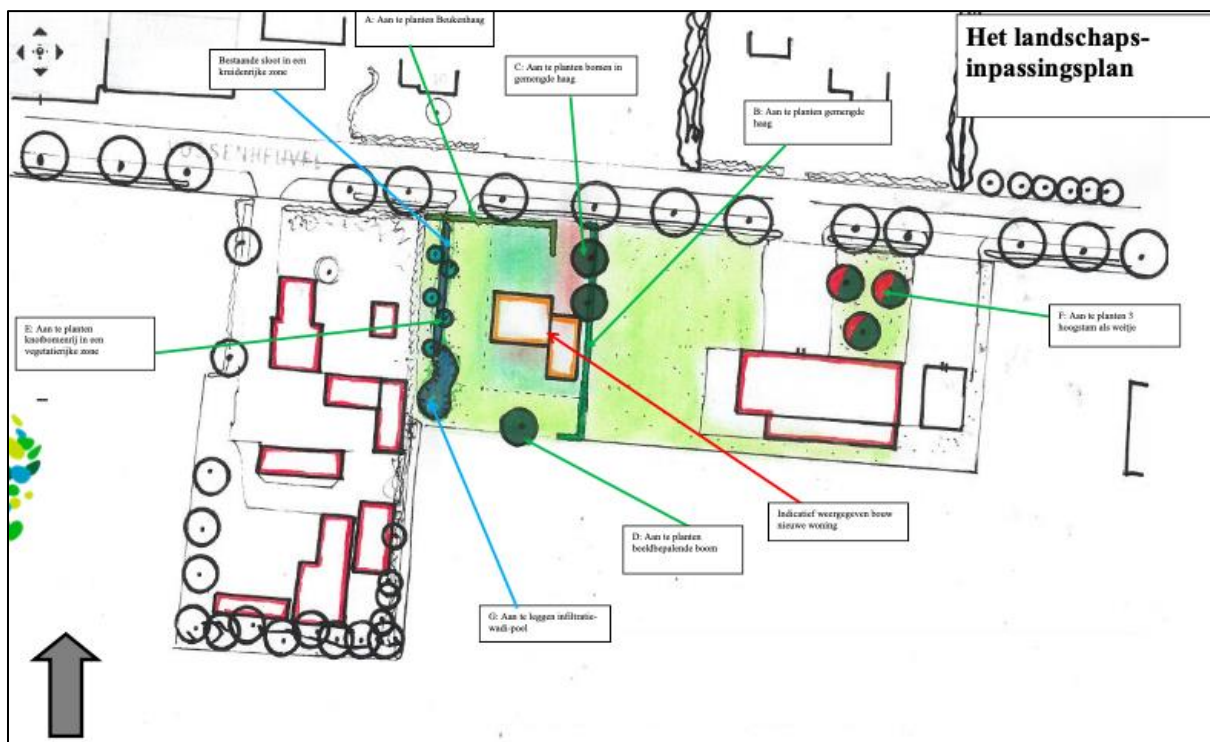 Het landschaps-
inpassingsplan
A: Aan te planten Beukenhaag
Bestaande sloot in een
kruidenrijke zone
C: Aan te planten bomen in
gemengde haag
B: Aan te planten gemengde
haag
E: Aan te planten
knotbomenrij in een
vegetatierijke zone
F: Aan te planten 3
hoogstam als weitje
Indicatief weergegeven bouw
nieuwe woning
D: Aan te planten
beeldbepalende boom
G: Aan te leggen infiltratie-
wadi-poel